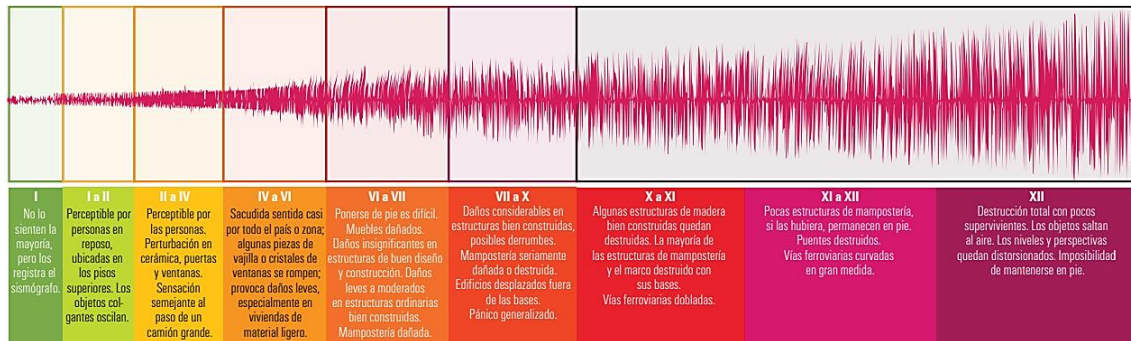 I
No lo
sienten la
mayoría,
pero los
registra el
sismógrafo.
I a II
Perceptible por
personas en
reposo,
ubicadas en
los pisos
superiores. Los
objetos col-
gantes oscilan.
II a IV
Perceptible por
las personas.
Perturbación en
cerámica, puertas
y ventanas.
Sensación
semejante al
paso de un
camión grande.
IV a VI
Sacudida sentida casi
por todo el país o zona;
algunas piezas de
vajilla o cristales de
ventanas se rompen;
provoca daños leves,
especialmente en
viviendas de
material ligero.
VI a VII
Ponerse de pie es difícil.
Muebles dañados.
Daños insignificantes en
estructuras de buen diseño
y construcción. Daños
leves a moderados
en estructuras ordinarias
bien construidas.
Mampostería dañada.
VII a X
Daños considerables en
estructuras bien construidas,
posibles derrumbes.
Mampostería seriamente
dañada o destruida.
Edificios desplazados fuera
de las bases.
Pánico generalizado.
X a XI
Algunas estructuras de madera
bien construidas quedan
destruidas. La mayoría de
las estructuras de mampostería
y el marco destruido con
sus bases.
Vías ferroviarias dobladas.
XI a XII
Pocas estructuras de mampostería,
si las hubiera, permanecen en pie.
Puentes destruidos.
Vías ferroviarias curvadas
en gran medida.
XII
Destrucción total con pocos
supervivientes. Los objetos saltan
al aire. Los niveles y perspectivas
quedan distorsionados. Imposibilidad
de mantenerse en pie.